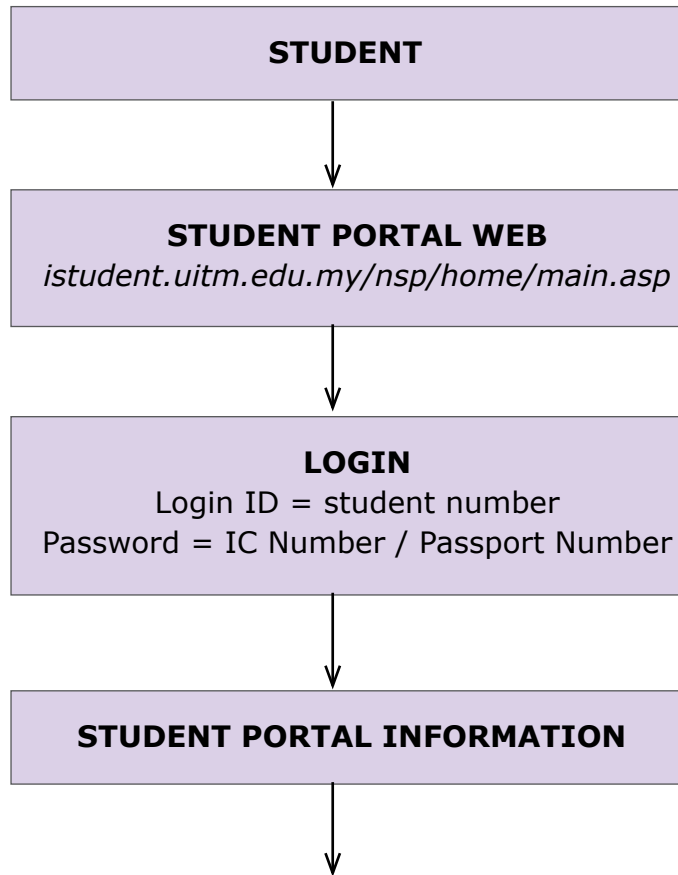 STUDENT
STUDENT PORTAL WEB
istudent.uitm.edu.my/nsp/home/main.asp
LOGIN
Login ID = student number
Password = IC Number / Passport Number
STUDENT PORTAL INFORMATION